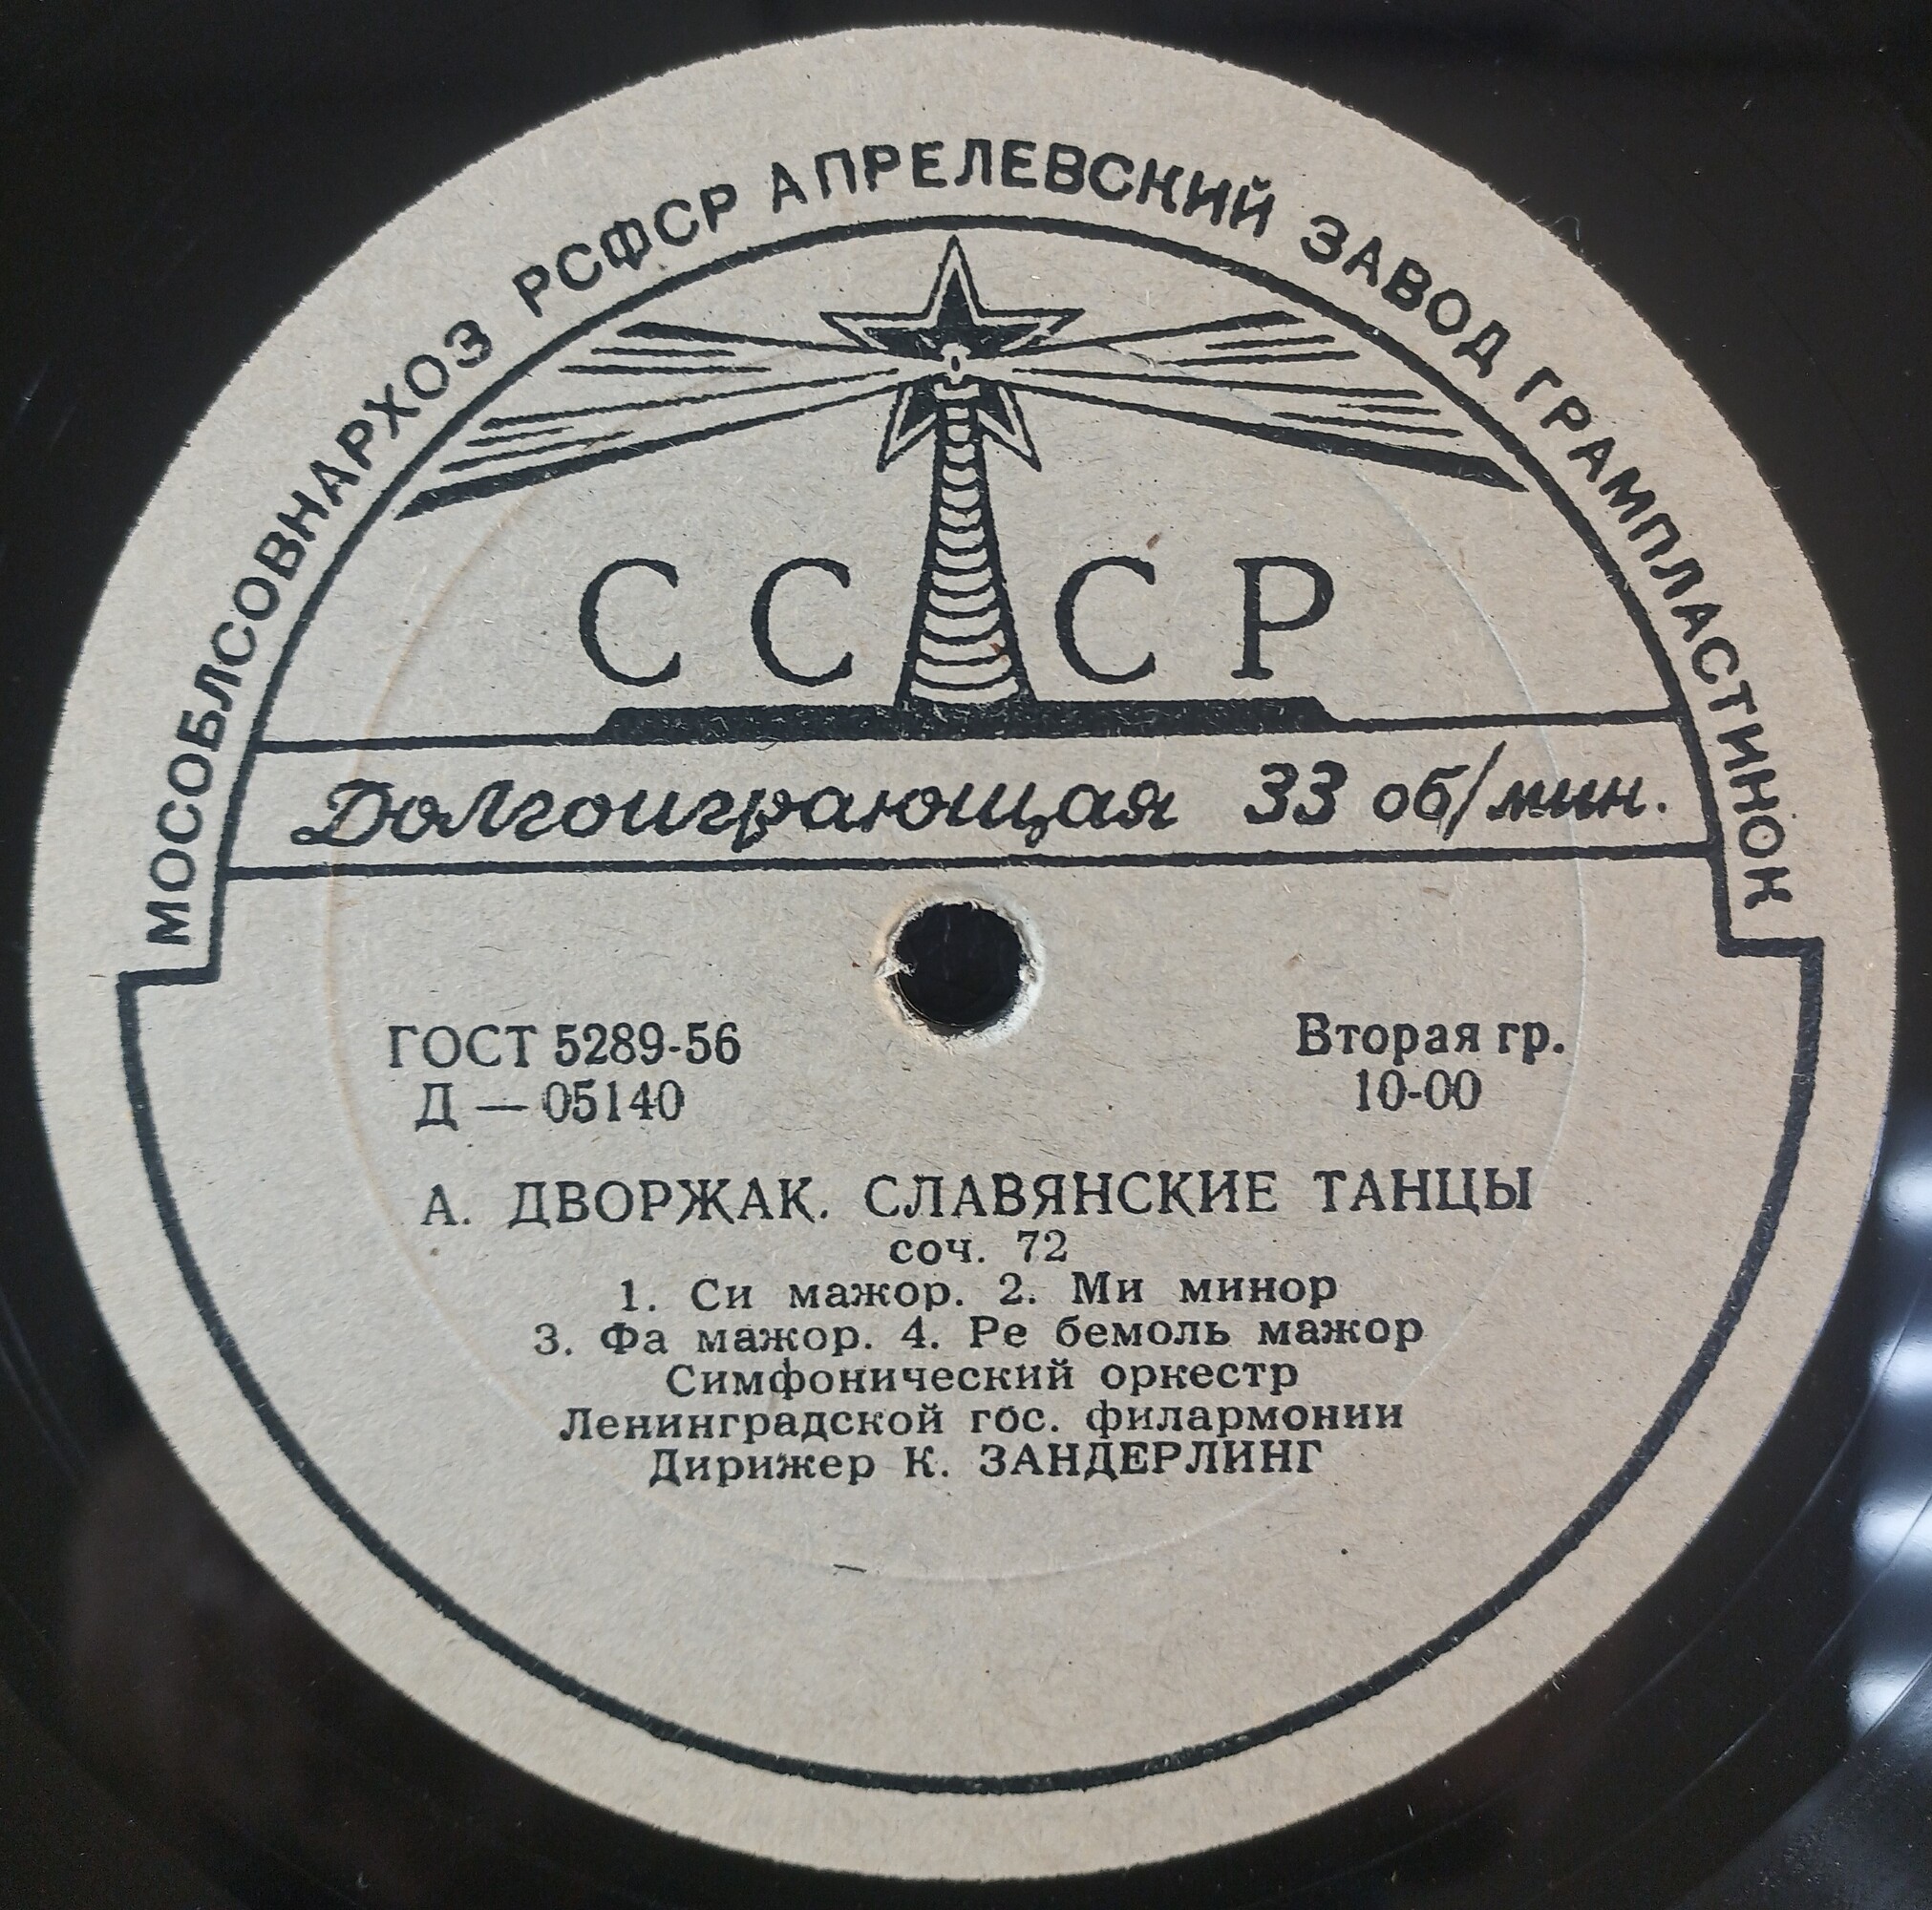 МОСОБЛСОВНАРХОЗ РСФСР АПРЕЛЕВСКИЙ ЗАВОД ГРАМПЛАСТИНОК
СССР
Долгоиграющая 33 об/мин.
ГОСТ 5289-56
Д — 05140
Вторая гр.
10-00
А. ДВОРЖАК. СЛАВЯНСКИЕ ТАНЦЫ
соч. 72
1. Си мажор. 2. Ми минор
3. Фа мажор. 4. Ре бемоль мажор
Симфонический оркестр
Ленинградской гос. филармонии
Дирижер К. ЗАНДЕРЛИНГ